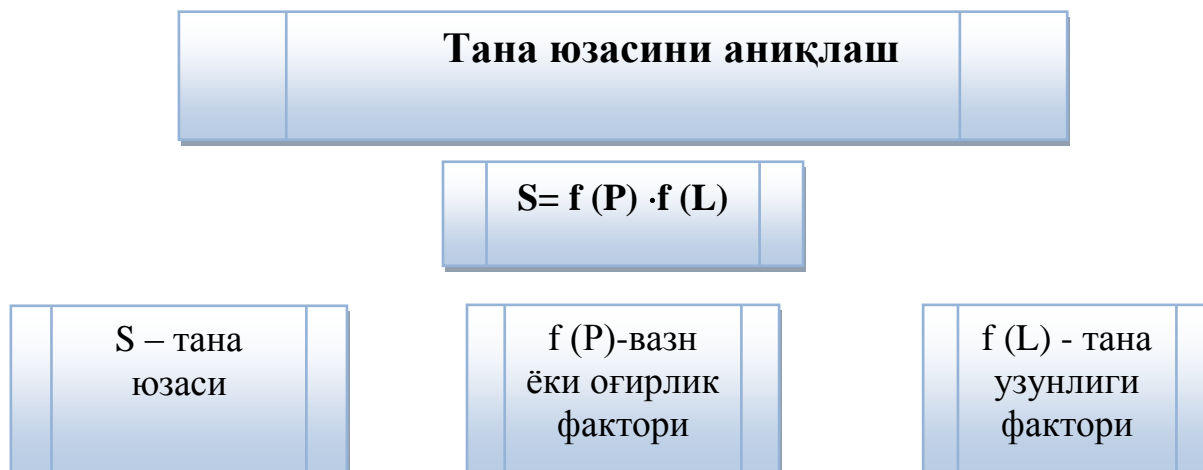 Тана юзасини аниқлаш
S= f (P) ·f (L)
S – тана
юзаси
f (P)-вазн
ёки оғирлик
фактори
f (L) - тана
узунлиги
фактори